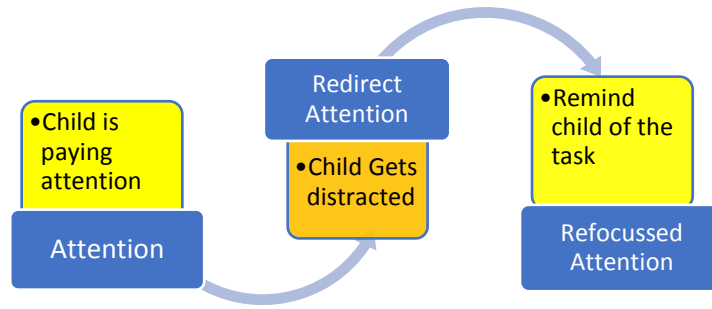 •Child is
paying
attention
Attention
Redirect
Attention
•Child Gets
distracted
•Remind
child of the
task
Refocussed
Attention